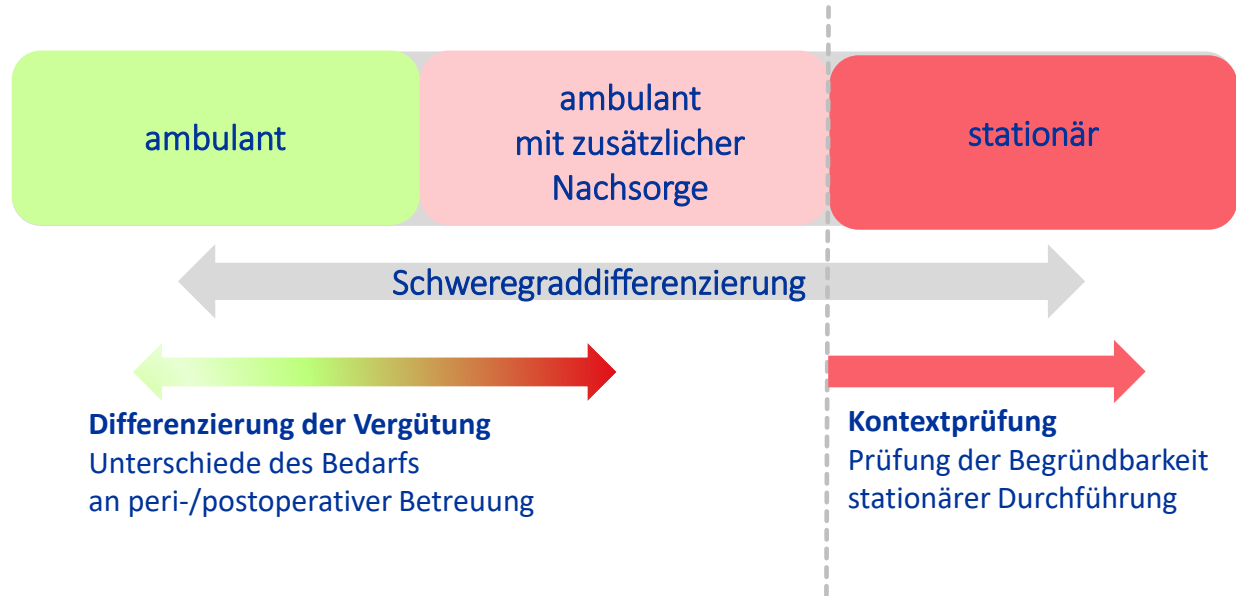 ambulant
ambulant
mit zusätzlicher
Nachsorge
stationär
Schweregraddifferenzierung
Differenzierung der Vergütung
Unterschiede des Bedarfs
an peri-/postoperativer Betreuung
Kontextprüfung
Prüfung der Begründbarkeit
stationärer Durchführung